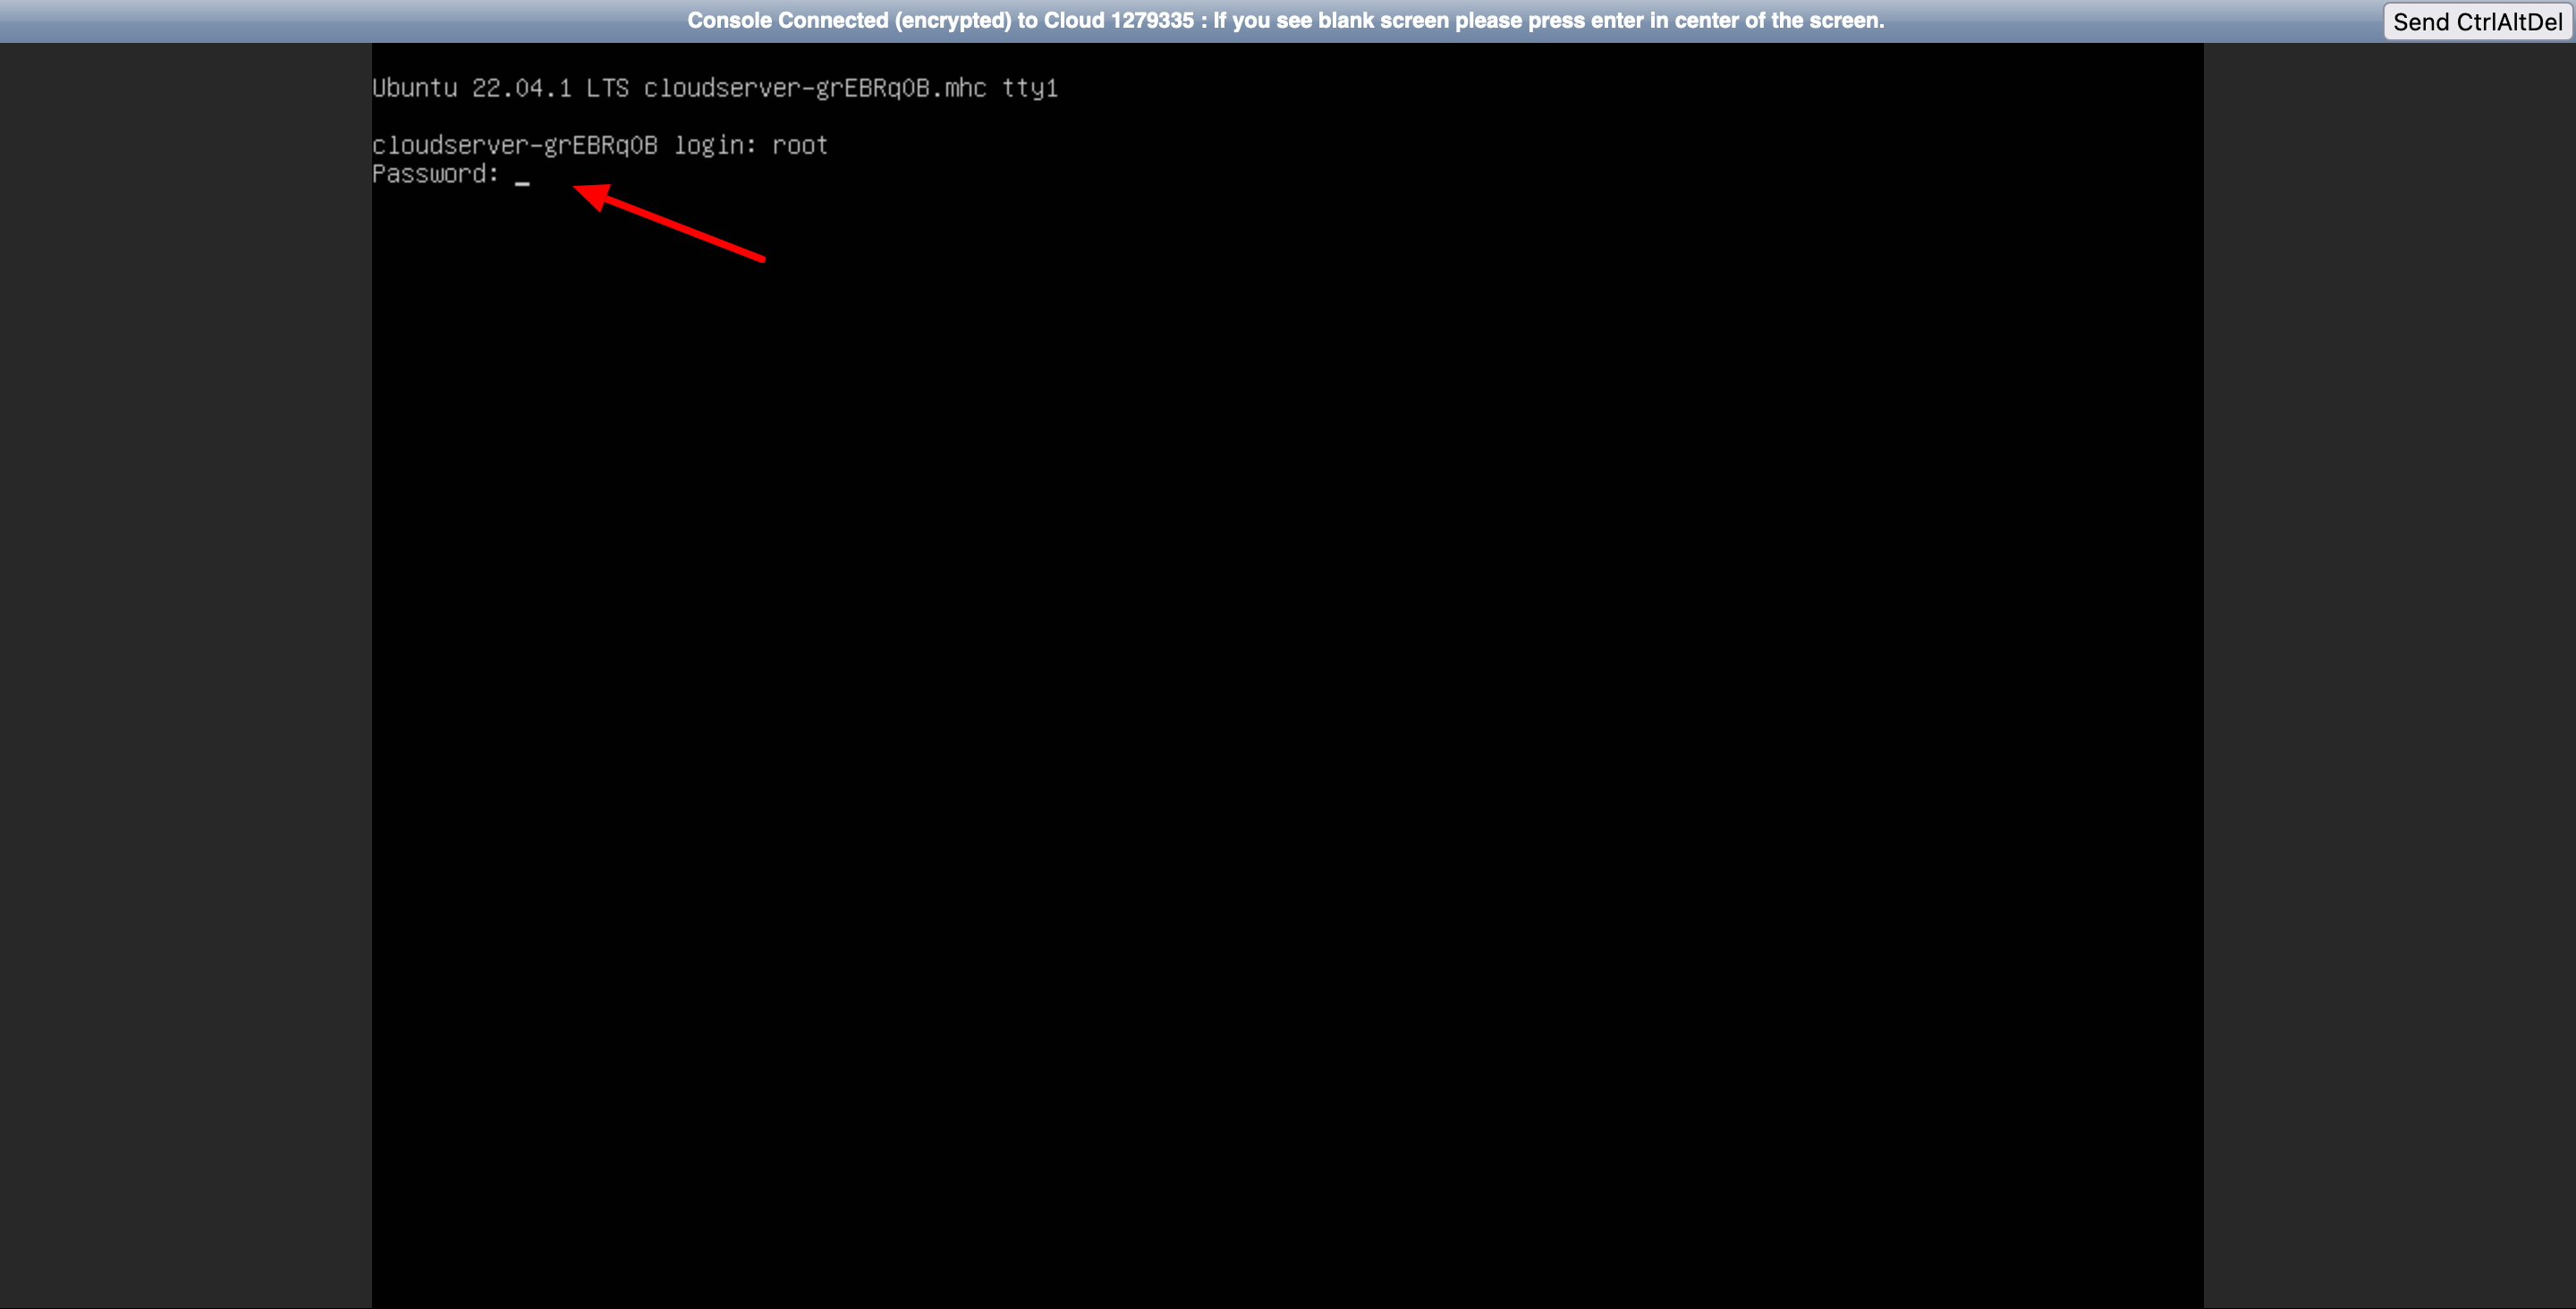 Console Connected (encrypted) to Cloud 1279335 : If you see blank screen please press enter in center of the screen.
Send CtrlAltDel
Ubuntu 22.04.1 LTS cloudserver-grEBRq0B.mhc tty1
cloudserver-grEBRq0B login: root
Password: _